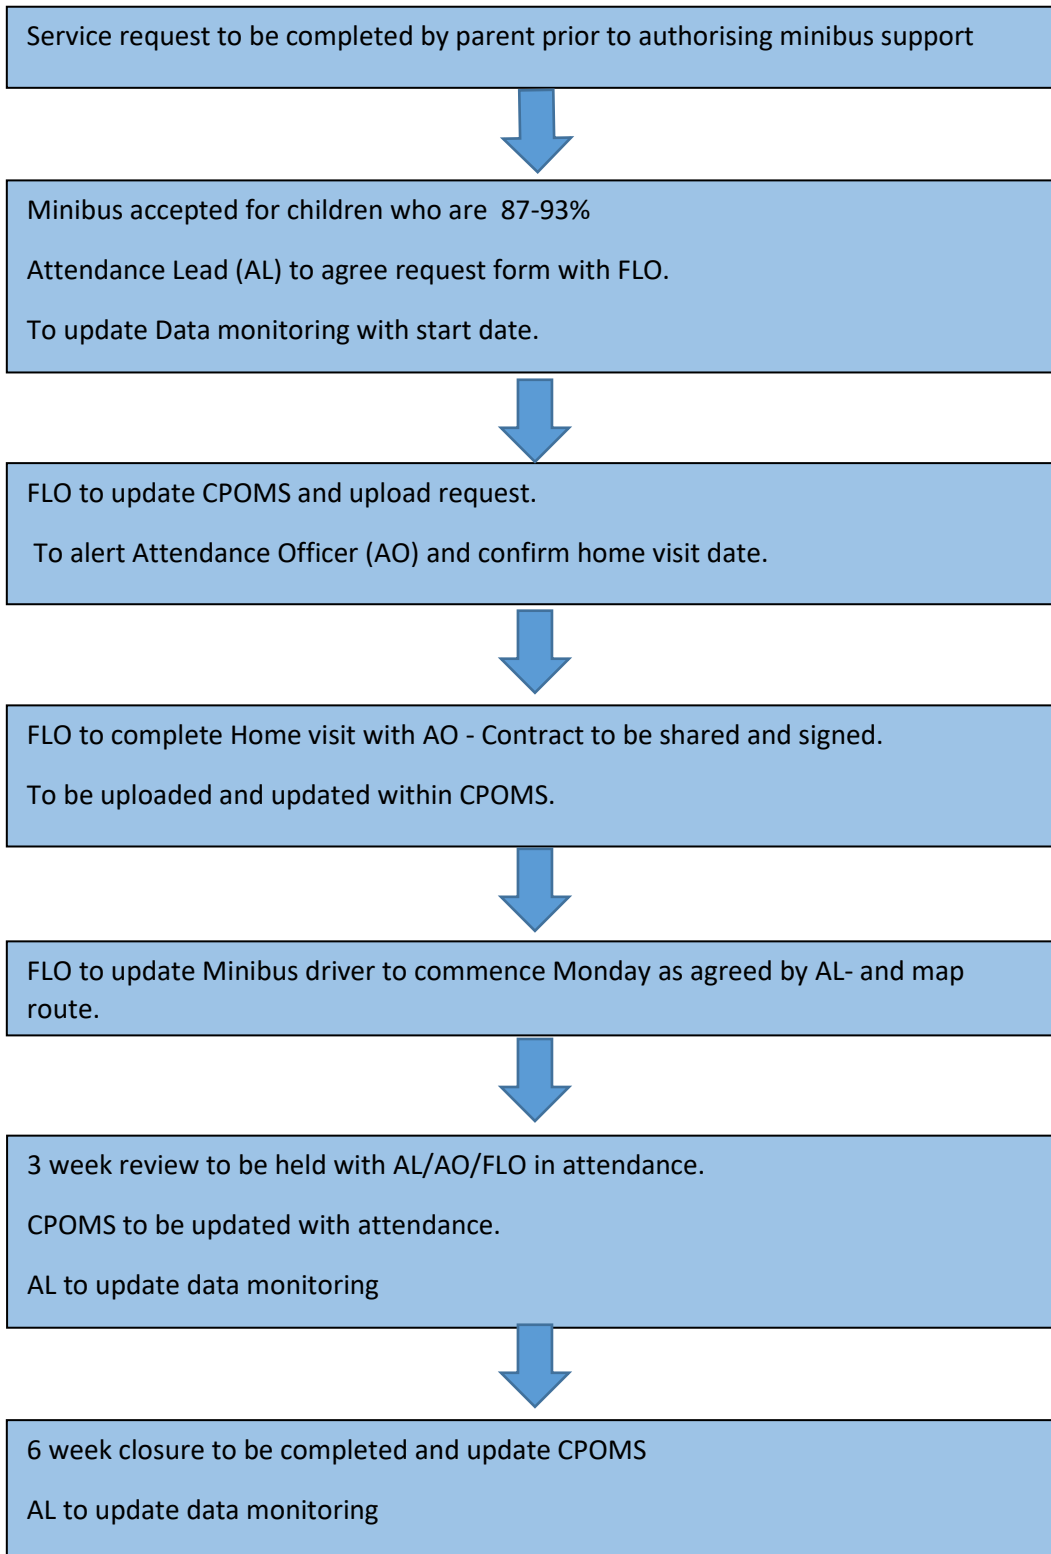 Service request to be completed by parent prior to authorising minibus support
Minibus accepted for children who are 87-93%
Attendance Lead (AL) to agree request form with FLO.
To update Data monitoring with start date.
FLO to update CPOMS and upload request.
To alert Attendance Officer (AO) and confirm home visit date.
FLO to complete Home visit with AO - Contract to be shared and signed.
To be uploaded and updated within CPOMS.
FLO to update Minibus driver to commence Monday as agreed by AL- and map
route.
3 week review to be held with AL/AO/FLO in attendance.
CPOMS to be updated with attendance.
AL to update data monitoring
6 week closure to be completed and update CPOMS
AL to update data monitoring